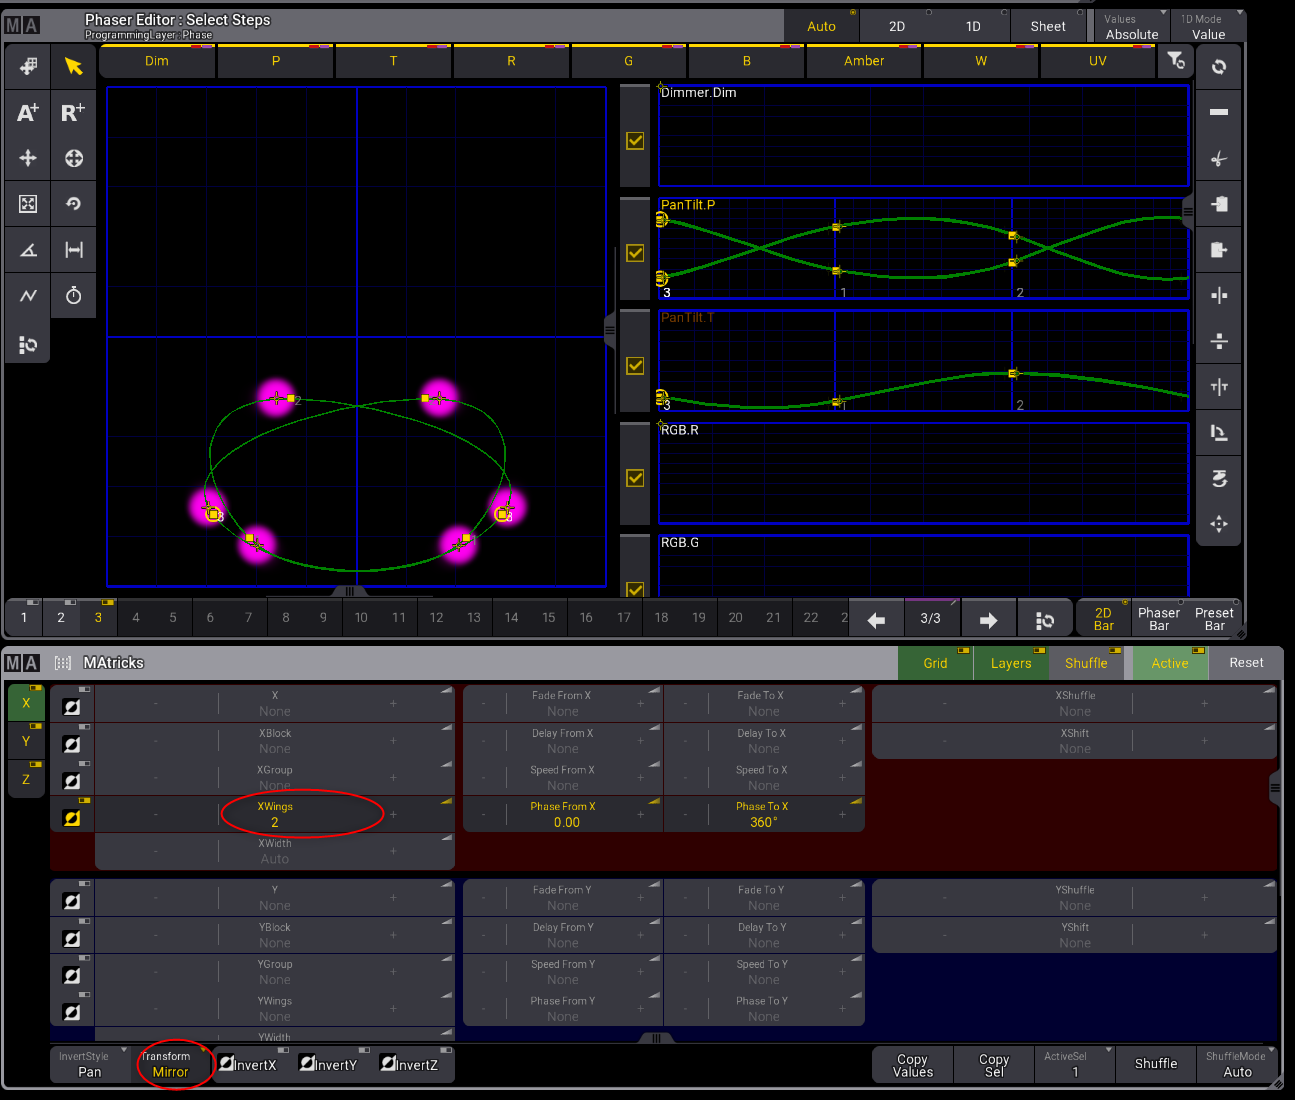 MA Phaser Editor : Select Steps
ProgrammingLayer : Phase
Auto
2D
1D
Sheet
Values
Absolute
1D Mode
Value
Dim
P
T
R
G
B
Amber
W
UV
A+
R+
Dimmer.Dim
PanTilt.P
3
1
2
PanTilt.T
3
1
2
RGB.R
RGB.G
2
3
1 2 3 4 5 6 7 8 9 10 11 12 13 14 15 16 17 18 19 20 21 22 2
3/3
2D
Bar
Phaser
Bar
Preset
Bar
MA MAtricks
Grid
Layers
Shuffle
Active
Reset
X
Y
Z
- X +
None
- Fade From X +
None
- Fade To X +
None
- XShuffle +
None
- XBlock +
None
- Delay From X +
None
- Delay To X +
None
- XShift +
None
- XGroup +
None
- Speed From X +
None
- Speed To X +
None
- XWings +
2
Phase From X
0.00
Phase To X
360°
- XWidth +
Auto
- Y +
None
- Fade From Y +
None
- Fade To Y +
None
- YShuffle +
None
- YBlock +
None
- Delay From Y +
None
- Delay To Y +
None
- YShift +
None
- YGroup +
None
- Speed From Y +
None
- Speed To Y +
None
- YWings +
None
- Phase From Y +
None
- Phase To Y +
None
YWidth
InvertStyle
Pan
Transform
Mirror
InvertX
InvertY
InvertZ
Copy
Values
Copy
Sel
ActiveSel
1
Shuffle
ShuffleMode
Auto